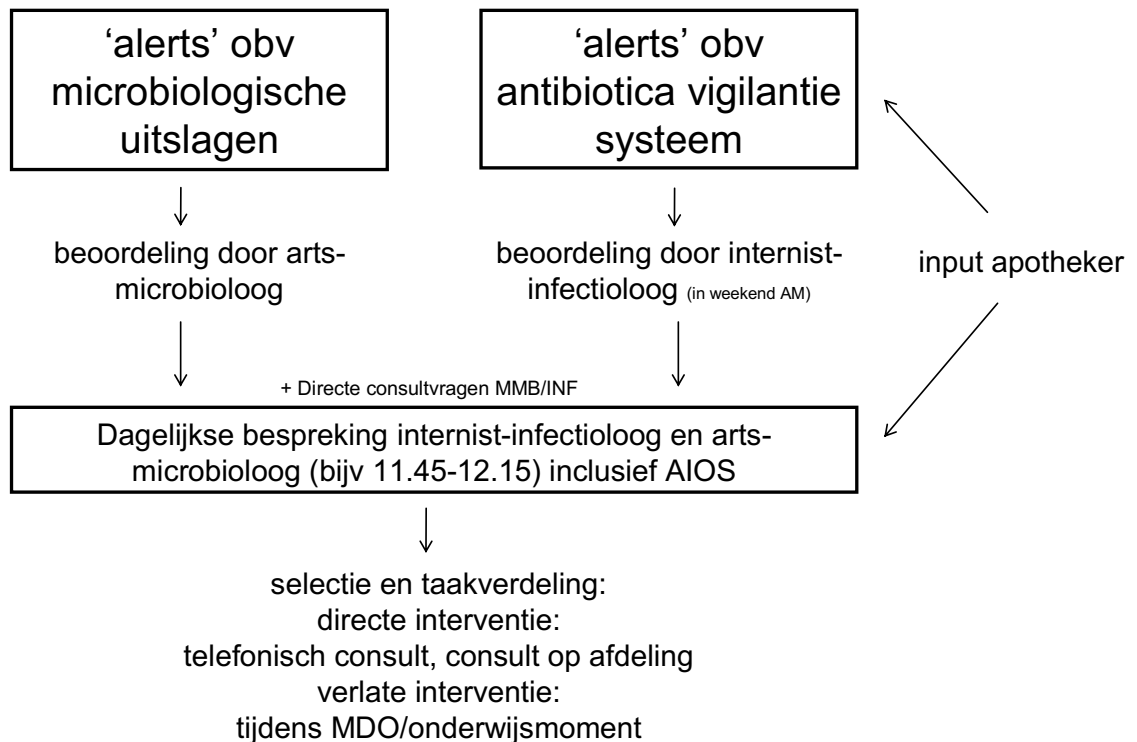 ‘alerts’ obv
microbiologische
uitslagen
‘alerts’ obv
antibiotica vigilantie
systeem
beoordeling door arts-
microbioloog
beoordeling door internist-
infectioloog (in weekend AM)
input apotheker
+ Directe consultvragen MMB/INF
Dagelijkse bespreking internist-infectioloog en arts-
microbioloog (bijv 11.45-12.15) inclusief AIOS
selectie en taakverdeling:
directe interventie:
telefonisch consult, consult op afdeling
verlate interventie:
tijdens MDO/onderwijsmoment